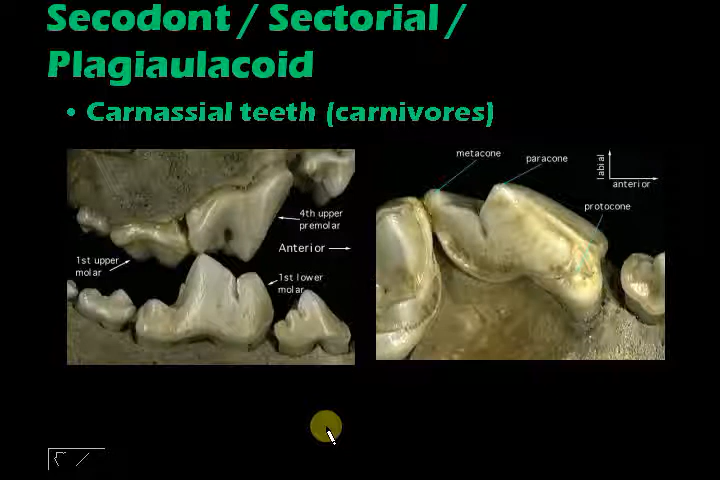 Secodont / Sectorial /
Plagiaulacoid
• Carnassial teeth (carnivores)
4th upper
premolar
Anterior
1st upper
molar
1st lower
molar
metacone
paracone
labial
anterior
protocone